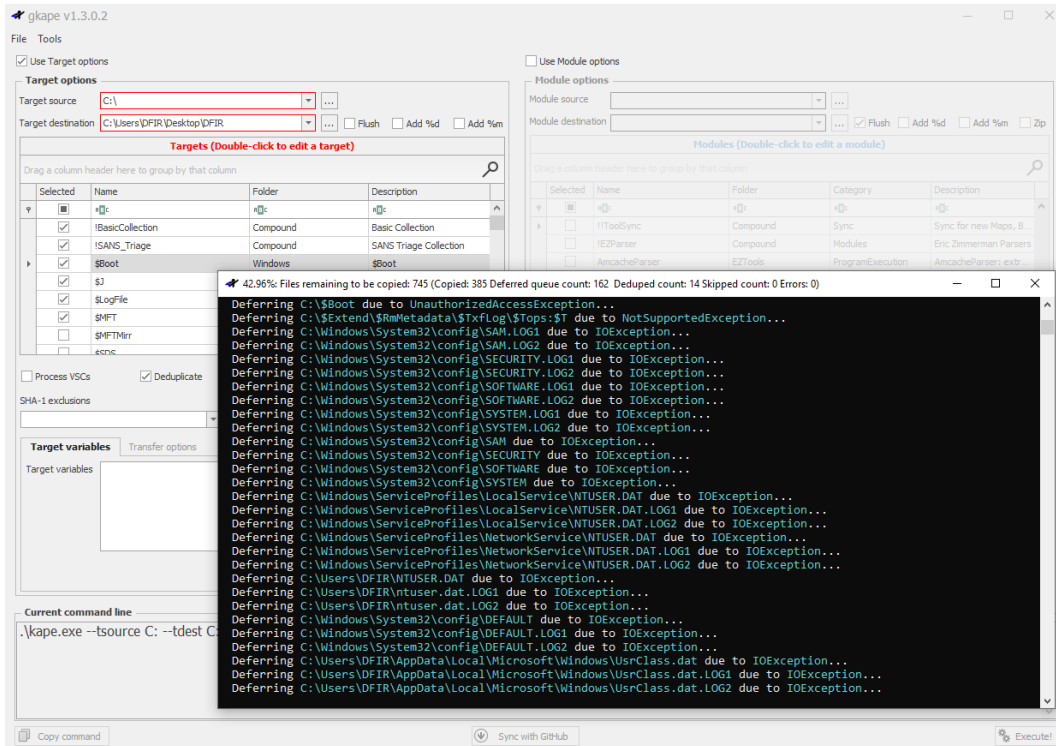 gkape v1.3.0.2
File Tools
Use Target options
Use Module options
Target options
Module options
Target source C:\ ...
Module source ...
Target destination C:\Users\DFIR\Desktop\DFIR ... Flush Add %d Add %m
Module destination ... Flush Add %d Add %m Zip
Targets (Double-click to edit a target)
Modules (Double-click to edit a module)
Drag a column header here to group by that column
Drag a column header here to group by that column
Selected Name Folder Description
Selected Name Folder Category Description
!BasicCollection Compound Basic Collection
!!ToolSync Compound Sync Sync for new Maps, B...
!SANS_Triage Compound SANS Triage Collection
!EZParser Compound Modules Eric Zimmerman Parsers
$Boot Windows $Boot
AmcacheParser EZTools ProgramExecution AmcacheParser: extr...
$J
$LogFile
$MFT
$MFTMirr
$SDS
Process VSCs Deduplicate
SHA-1 exclusions
Target variables Transfer options
Target variables
Current command line
.\kape.exe --tsource C: --tdest C:
42.96%: Files remaining to be copied: 745 (Copied: 385 Deferred queue count: 162 Deduped count: 14 Skipped count: 0 Errors: 0)
Deferring C:\$Boot due to UnauthorizedAccessException...
Deferring C:\$Extend\$RmMetadata\$TxfLog\$Tops:$T due to NotSupportedException...
Deferring C:\Windows\System32\config\SAM.LOG1 due to IOException...
Deferring C:\Windows\System32\config\SAM.LOG2 due to IOException...
Deferring C:\Windows\System32\config\SECURITY.LOG1 due to IOException...
Deferring C:\Windows\System32\config\SECURITY.LOG2 due to IOException...
Deferring C:\Windows\System32\config\SOFTWARE.LOG1 due to IOException...
Deferring C:\Windows\System32\config\SOFTWARE.LOG2 due to IOException...
Deferring C:\Windows\System32\config\SYSTEM.LOG1 due to IOException...
Deferring C:\Windows\System32\config\SYSTEM.LOG2 due to IOException...
Deferring C:\Windows\System32\config\SAM due to IOException...
Deferring C:\Windows\System32\config\SECURITY due to IOException...
Deferring C:\Windows\System32\config\SOFTWARE due to IOException...
Deferring C:\Windows\System32\config\SYSTEM due to IOException...
Deferring C:\Windows\ServiceProfiles\LocalService\NTUSER.DAT due to IOException...
Deferring C:\Windows\ServiceProfiles\LocalService\NTUSER.DAT.LOG1 due to IOException...
Deferring C:\Windows\ServiceProfiles\LocalService\NTUSER.DAT.LOG2 due to IOException...
Deferring C:\Windows\ServiceProfiles\NetworkService\NTUSER.DAT due to IOException...
Deferring C:\Windows\ServiceProfiles\NetworkService\NTUSER.DAT.LOG1 due to IOException...
Deferring C:\Windows\ServiceProfiles\NetworkService\NTUSER.DAT.LOG2 due to IOException...
Deferring C:\Users\DFIR\NTUSER.DAT due to IOException...
Deferring C:\Users\DFIR\ntuser.dat.LOG1 due to IOException...
Deferring C:\Users\DFIR\ntuser.dat.LOG2 due to IOException...
Deferring C:\Windows\System32\config\DEFAULT due to IOException...
Deferring C:\Windows\System32\config\DEFAULT.LOG1 due to IOException...
Deferring C:\Windows\System32\config\DEFAULT.LOG2 due to IOException...
Deferring C:\Users\DFIR\AppData\Local\Microsoft\Windows\UsrClass.dat due to IOException...
Deferring C:\Users\DFIR\AppData\Local\Microsoft\Windows\UsrClass.dat.LOG1 due to IOException...
Deferring C:\Users\DFIR\AppData\Local\Microsoft\Windows\UsrClass.dat.LOG2 due to IOException...
Copy command Sync with GitHub Execute!